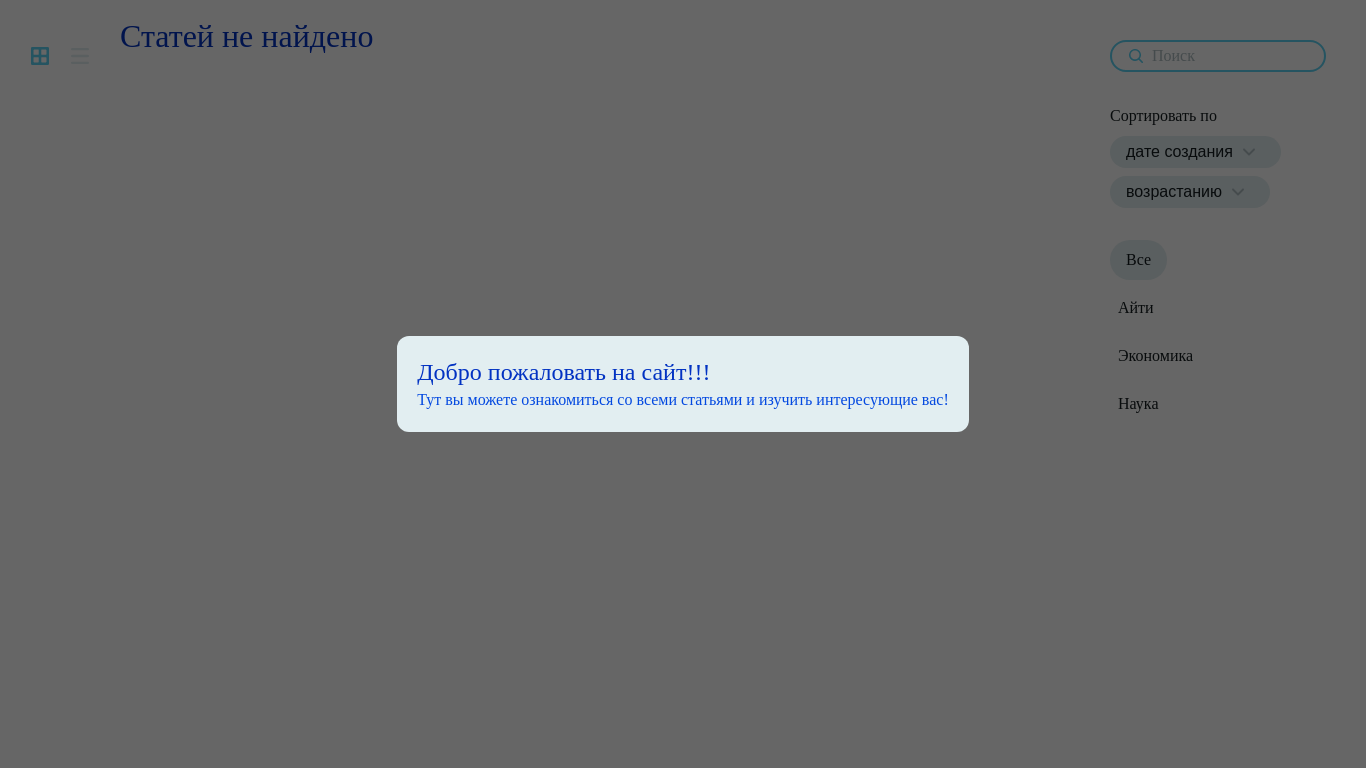 Статей не найдено
Поиск
Сортировать по
дате создания
возрастанию
Все
Айти
Экономика
Наука
Добро пожаловать на сайт!!!
Тут вы можете ознакомиться со всеми статьями и изучить интересующие вас!